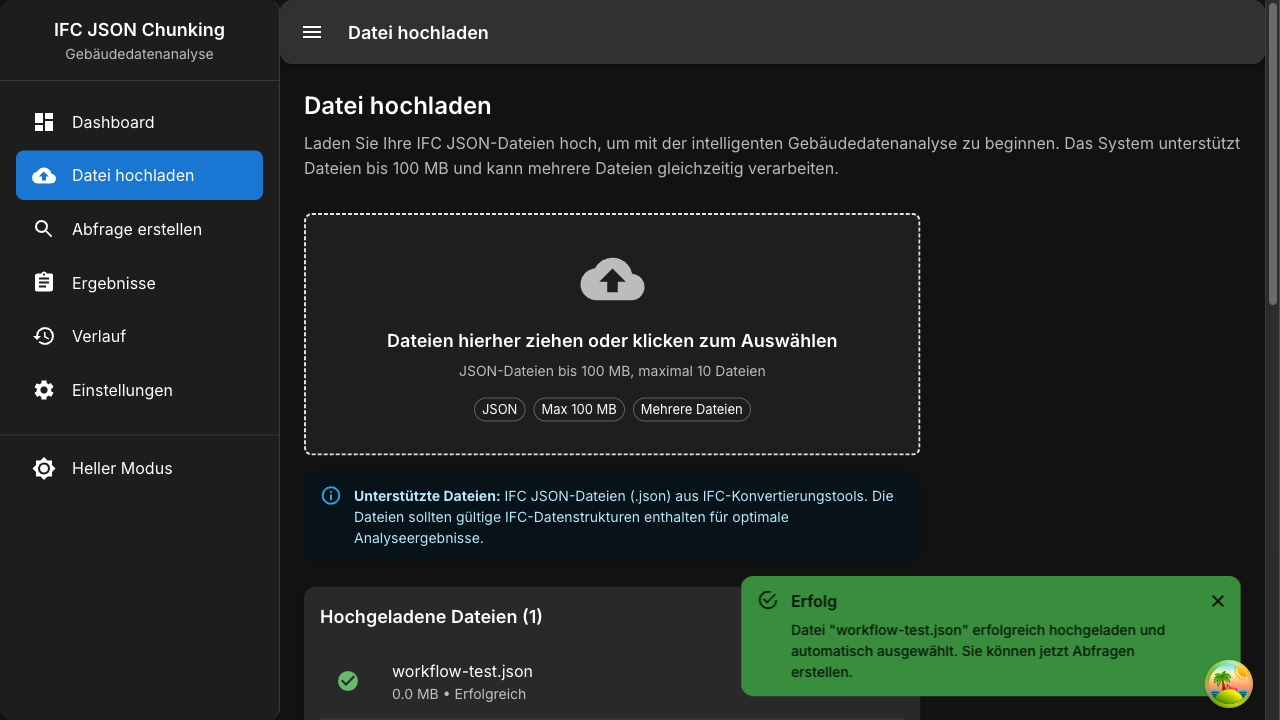 IFC JSON Chunking
Gebäudedatenanalyse
Dashboard
Datei hochladen
Abfrage erstellen
Ergebnisse
Verlauf
Einstellungen
Heller Modus
Datei hochladen
Datei hochladen
Laden Sie Ihre IFC JSON-Dateien hoch, um mit der intelligenten Gebäudedatenanalyse zu beginnen. Das System unterstützt
Dateien bis 100 MB und kann mehrere Dateien gleichzeitig verarbeiten.
Dateien hierher ziehen oder klicken zum Auswählen
JSON-Dateien bis 100 MB, maximal 10 Dateien
JSON
Max 100 MB
Mehrere Dateien
Unterstützte Dateien: IFC JSON-Dateien (.json) aus IFC-Konvertierungstools. Die
Dateien sollten gültige IFC-Datenstrukturen enthalten für optimale
Analyseergebnisse.
Hochgeladene Dateien (1)
workflow-test.json
0.0 MB • Erfolgreich
Erfolg
Datei "workflow-test.json" erfolgreich hochgeladen und
automatisch ausgewählt. Sie können jetzt Abfragen
erstellen.